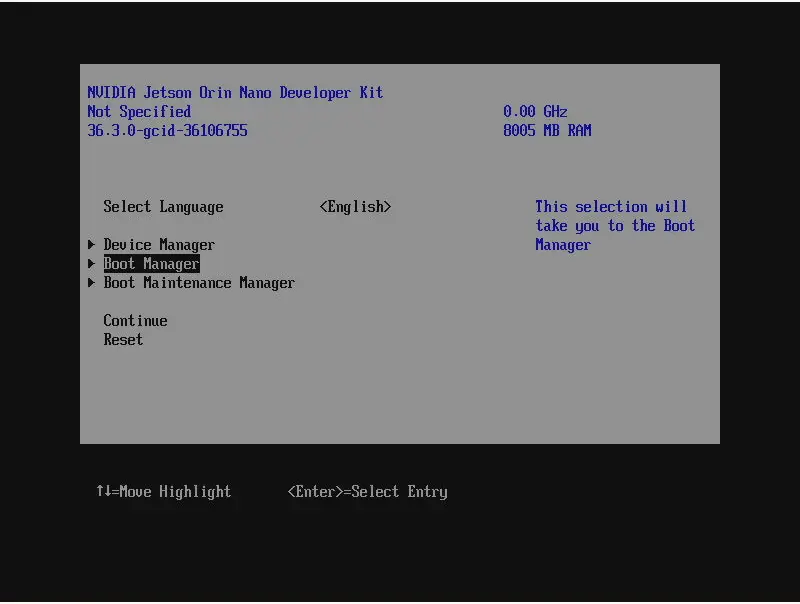 NVIDIA Jetson Orin Nano Developer Kit
Not Specified 0.00 GHz
36.3.0-gcid-36106755 8005 MB RAM
Select Language <English> This selection will
take you to the Boot
Device Manager Manager
Boot Manager
Boot Maintenance Manager
Continue
Reset
↑↓=Move Highlight <Enter>=Select Entry